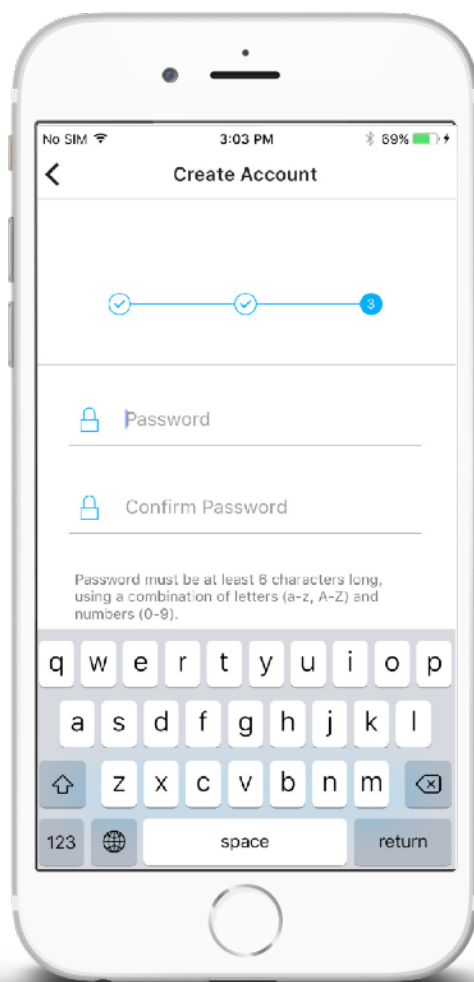 No SIM 3:03 PM 69%
Create Account
3
Password
Confirm Password
Password must be at least 6 characters long,
using a combination of letters (a-z, A-Z) and
numbers (0-9).
q w e r t y u i o p
a s d f g h j k l
z x c v b n m
123 space return